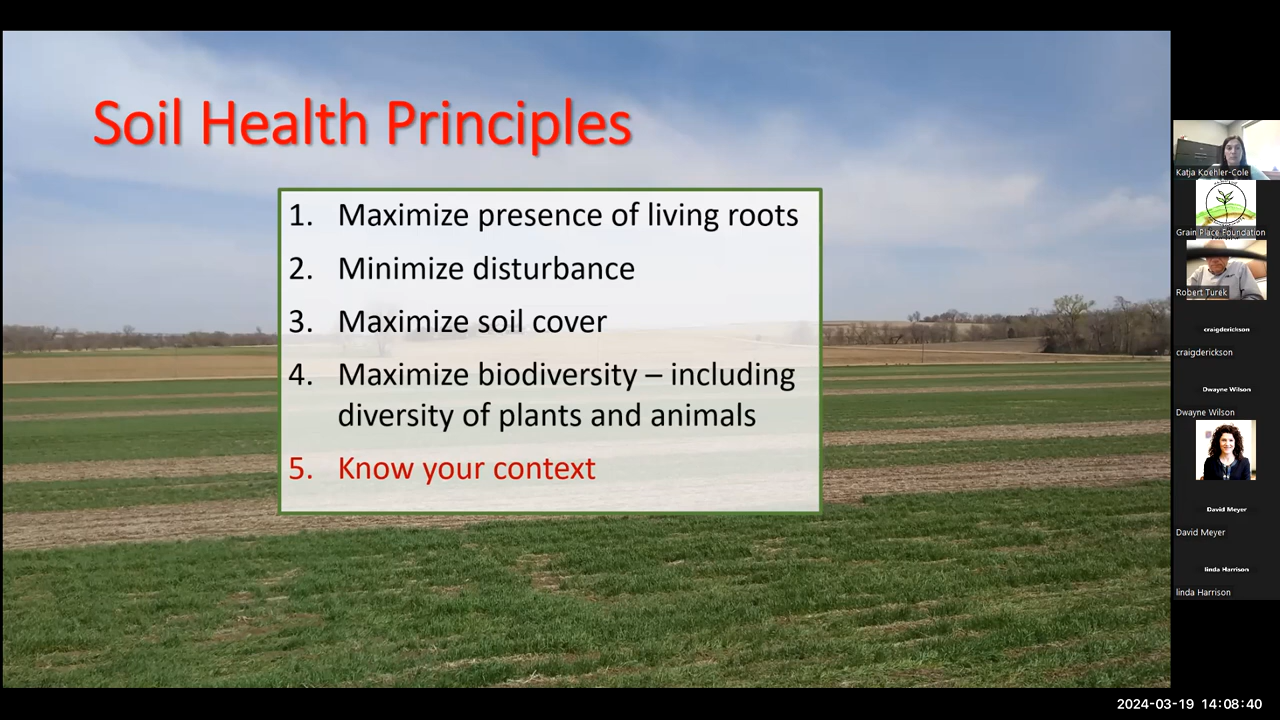 Soil Health Principles
1. Maximize presence of living roots
2. Minimize disturbance
3. Maximize soil cover
4. Maximize biodiversity – including
diversity of plants and animals
5. Know your context
Katja Koehler-Cole
Grain Place Foundation
Robert Turek
craigderickson
craigderickson
Dwayne Wilson
Dwayne Wilson
David Meyer
David Meyer
linda Harrison
linda Harrison
2024-03-19 14:08:40